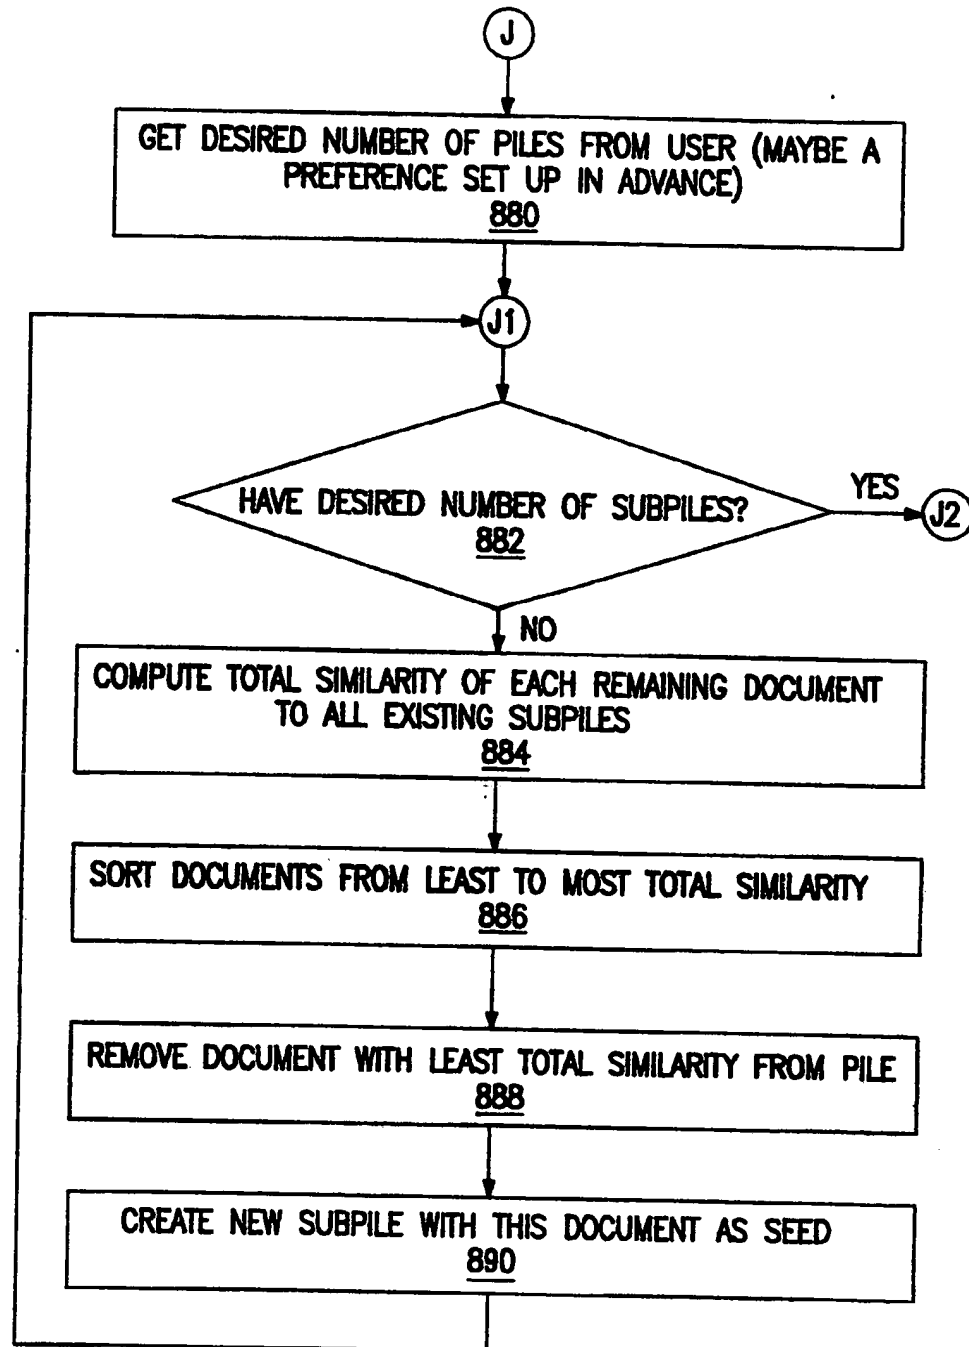 J
GET DESIRED NUMBER OF PILES FROM USER (MAYBE A
PREFERENCE SET UP IN ADVANCE)
880
J1
HAVE DESIRED NUMBER OF SUBPILES?
882
YES
J2
NO
COMPUTE TOTAL SIMILARITY OF EACH REMAINING DOCUMENT
TO ALL EXISTING SUBPILES
884
SORT DOCUMENTS FROM LEAST TO MOST TOTAL SIMILARITY
886
REMOVE DOCUMENT WITH LEAST TOTAL SIMILARITY FROM PILE
888
CREATE NEW SUBPILE WITH THIS DOCUMENT AS SEED
890